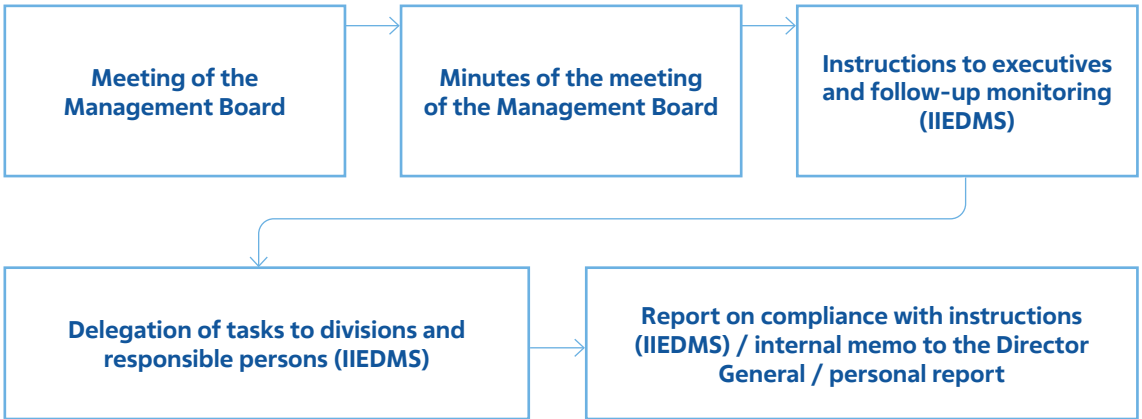 Meeting of the
Management Board
Minutes of the meeting
of the Management Board
Instructions to executives
and follow-up monitoring
(IIEDMS)
Delegation of tasks to divisions and
responsible persons (IIEDMS)
Report on compliance with instructions
(IIEDMS) / internal memo to the Director
General / personal report